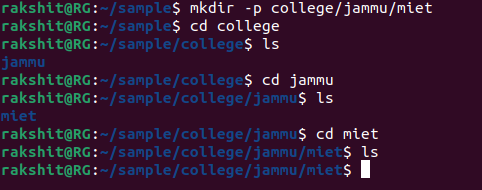 rakshit@RG:~/sample$ mkdir -p college/jammu/miet
rakshit@RG:~/sample$ cd college
rakshit@RG:~/sample/college$ ls
jammu
rakshit@RG:~/sample/college$ cd jammu
rakshit@RG:~/sample/college/jammu$ ls
miet
rakshit@RG:~/sample/college/jammu$ cd miet
rakshit@RG:~/sample/college/jammu/miet$ ls
rakshit@RG:~/sample/college/jammu/miet$